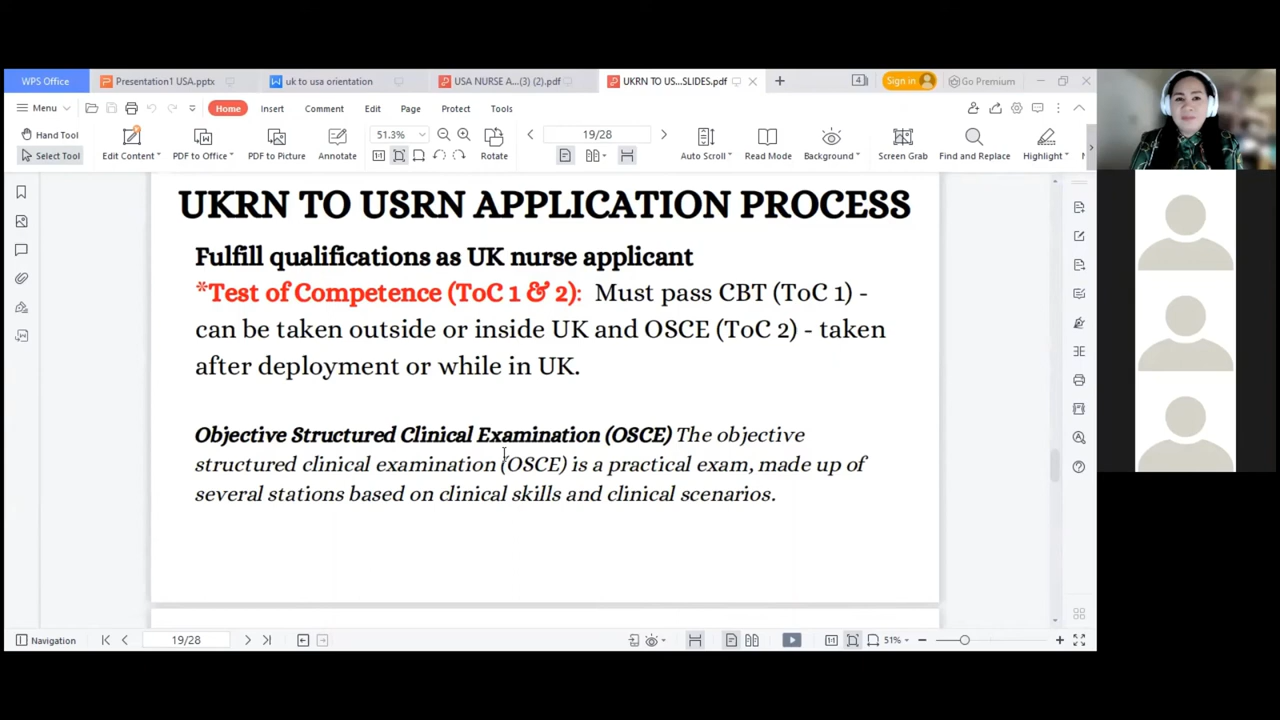 WPS Office
Presentation1 USA.pptx
uk to usa orientation
USA NURSE A...(3) (2).pdf
UKRN TO US...SLIDES.pdf
4
Sign in
Go Premium
Menu
Home
Insert
Comment
Edit
Page
Protect
Tools
Hand Tool
Select Tool
Edit Content
PDF to Office
PDF to Picture
Annotate
51.3%
Rotate
19/28
Auto Scroll
Read Mode
Background
Screen Grab
Find and Replace
Highlight
UKRN TO USRN APPLICATION PROCESS
Fulfill qualifications as UK nurse applicant
*Test of Competence (ToC 1 & 2): Must pass CBT (ToC 1) -
can be taken outside or inside UK and OSCE (ToC 2) - taken
after deployment or while in UK.
Objective Structured Clinical Examination (OSCE) The objective
structured clinical examination (OSCE) is a practical exam, made up of
several stations based on clinical skills and clinical scenarios.
Navigation
19/28
51%